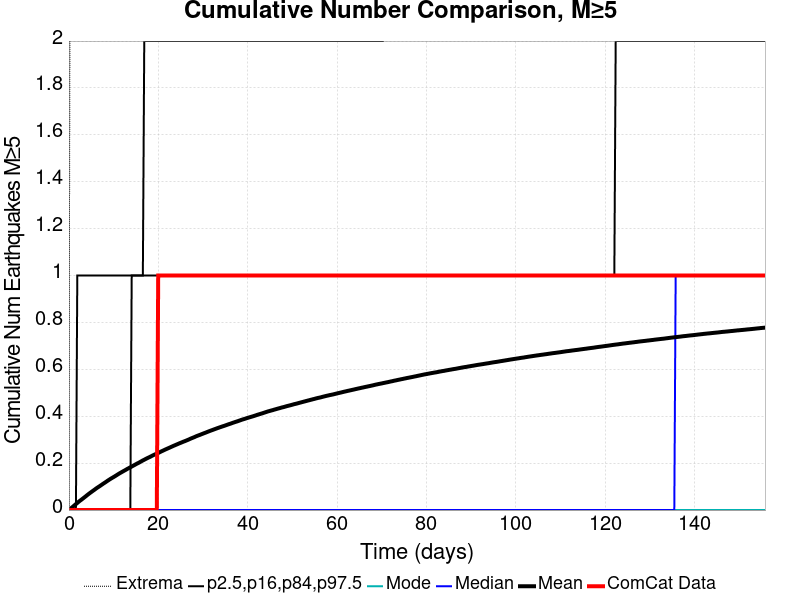 Cumulative Number Comparison, M≥5
Cumulative Num Earthquakes M≥5
2
1.8
1.6
1.4
1.2
1
0.8
0.6
0.4
0.2
0
0 20 40 60 80 100 120 140
Time (days)
Extrema p2.5,p16,p84,p97.5 Mode Median Mean ComCat Data